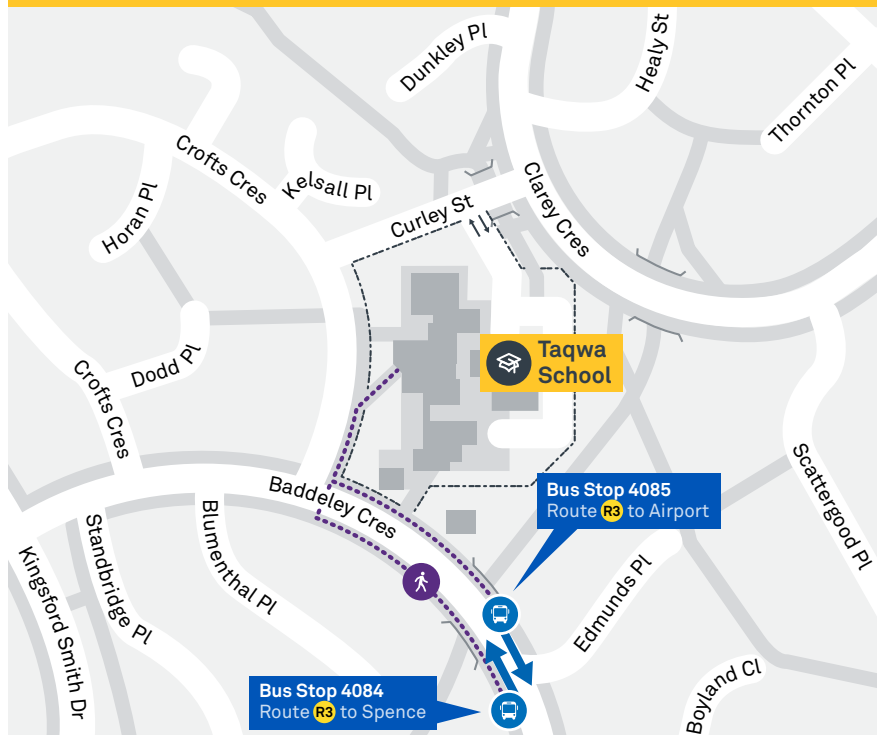 Dunkley Pl
Healy St
Thornton Pl
Crofts Cres
Kelsall Pl
Horan Pl
Curley St
Clarey Cres
Taqwa
School
Dodd Pl
Crofts Cres
Scattergood Pl
Baddeley Cres
Bus Stop 4085
Route R3 to Airport
Standbridge Pl
Blumenthal Pl
Kingsford Smith Dr
Edmunds Pl
Bus Stop 4084
Route R3 to Spence
Boyland Cl